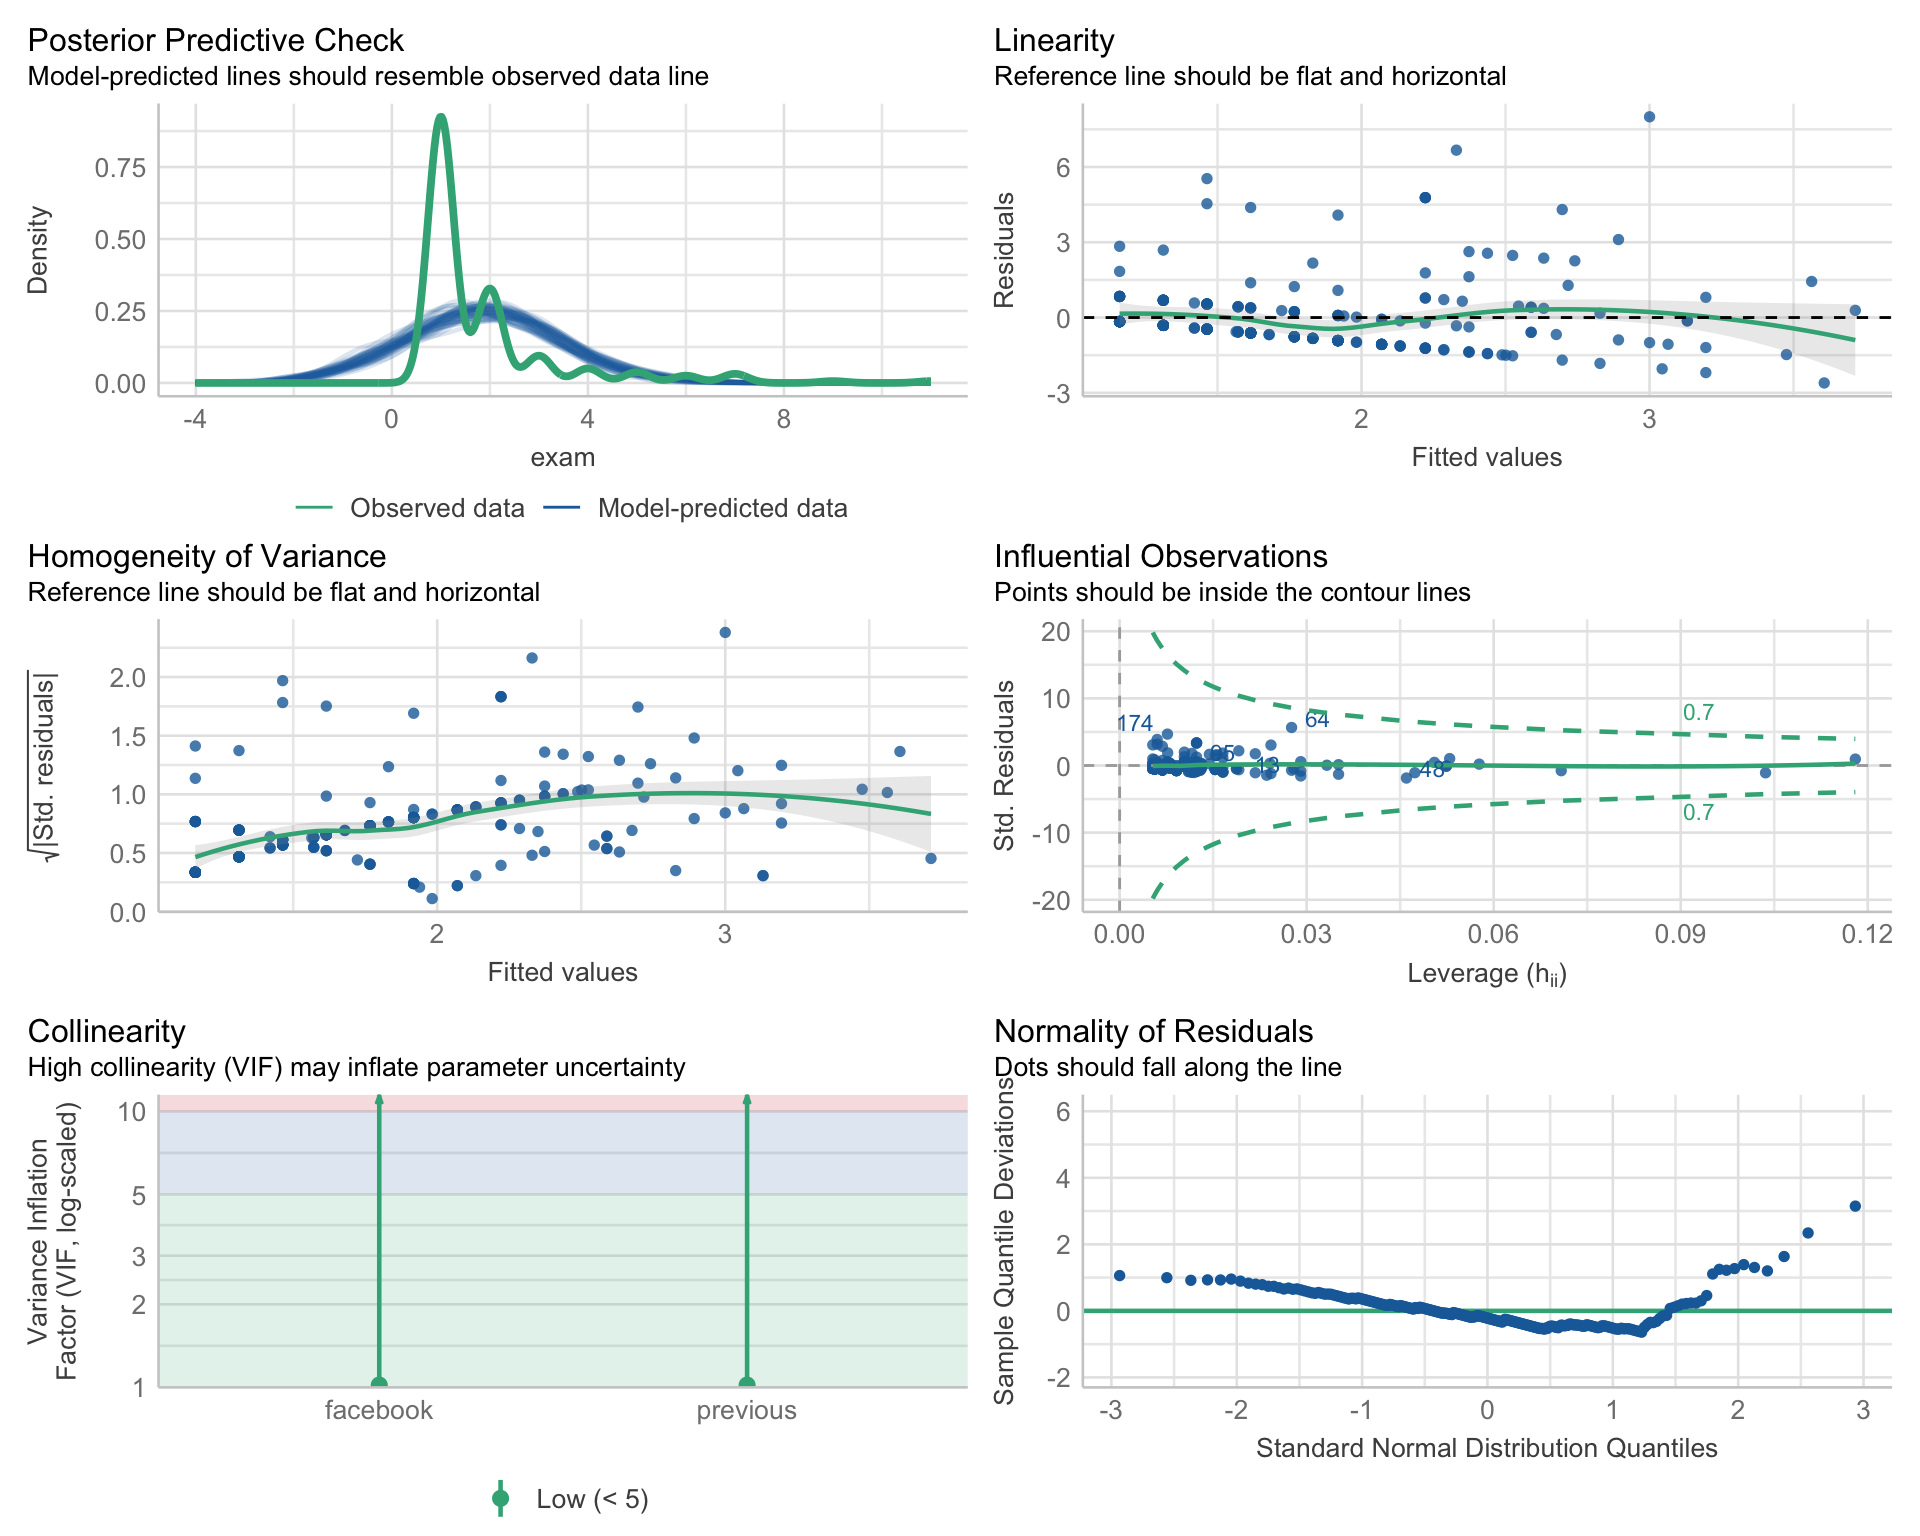 Posterior Predictive Check
Model-predicted lines should resemble observed data line
Density
0.75
0.50
0.25
0.00
-4
0
4
8
exam
Observed data
Model-predicted data
Linearity
Reference line should be flat and horizontal
Residuals
6
3
0
-3
2
3
Fitted values
Homogeneity of Variance
Reference line should be flat and horizontal
√|Std. residuals|
2.0
1.5
1.0
0.5
0.0
2
3
Fitted values
Influential Observations
Points should be inside the contour lines
Std. Residuals
20
10
0
-10
-20
174
64
95
13
48
0.7
0.7
0.00
0.03
0.06
0.09
0.12
Leverage (hii)
Collinearity
High collinearity (VIF) may inflate parameter uncertainty
Variance Inflation
Factor (VIF, log-scaled)
10
5
3
2
1
facebook
previous
Low (< 5)
Normality of Residuals
Dots should fall along the line
Sample Quantile Deviations
6
4
2
0
-2
-3
-2
-1
0
1
2
3
Standard Normal Distribution Quantiles